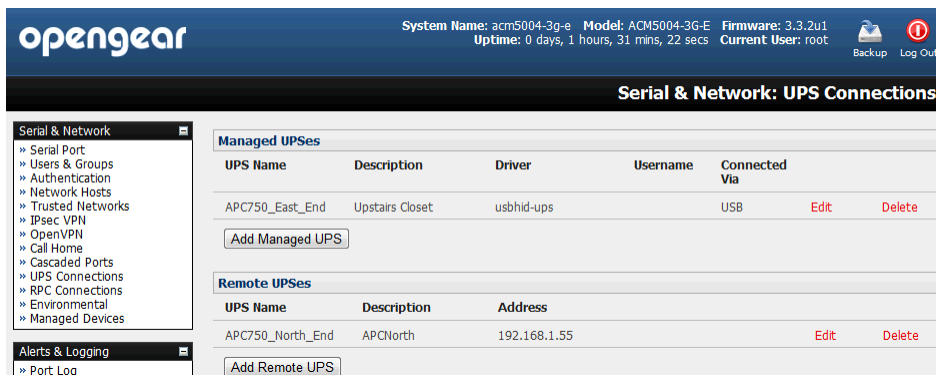 opengear
System Name: acm5004-3g-e Model: ACM5004-3G-E Firmware: 3.3.2u1
Uptime: 0 days, 1 hours, 31 mins, 22 secs Current User: root
Backup Log Out
Serial & Network: UPS Connections
Serial & Network
» Serial Port
» Users & Groups
» Authentication
» Network Hosts
» Trusted Networks
» IPsec VPN
» OpenVPN
» Call Home
» Cascaded Ports
» UPS Connections
» RPC Connections
» Environmental
» Managed Devices
Alerts & Logging
» Port Log
Managed UPSes
UPS Name Description Driver Username Connected Via
APC750_East_End Upstairs Closet usbhid-ups USB Edit Delete
Add Managed UPS
Remote UPSes
UPS Name Description Address
APC750_North_End APCNorth 192.168.1.55 Edit Delete
Add Remote UPS